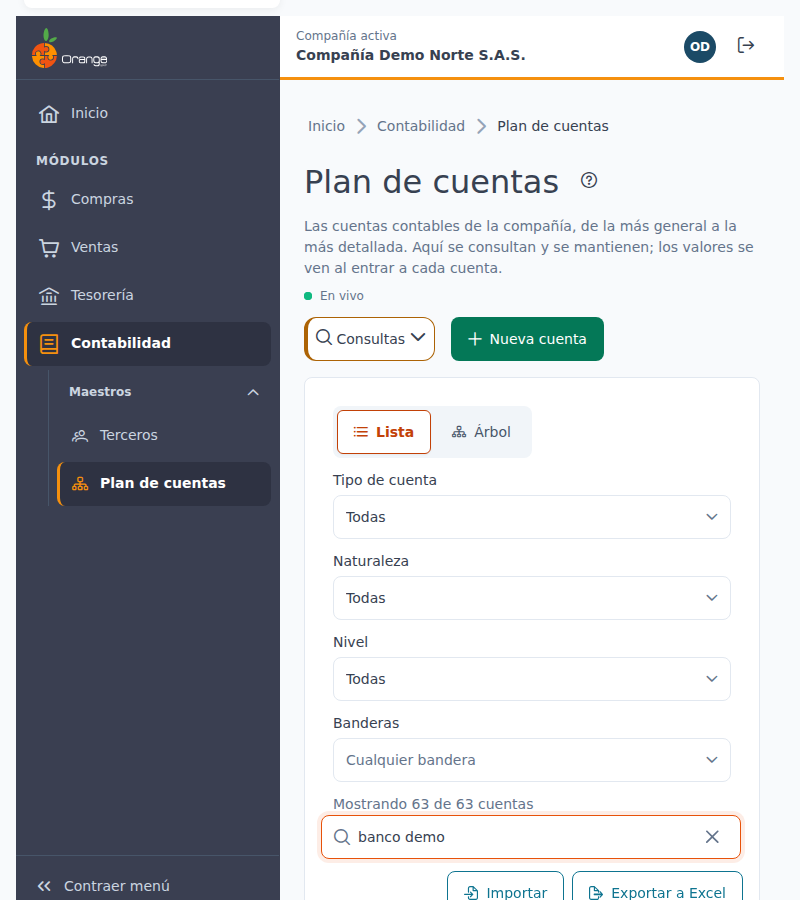 Orange
Inicio
MÓDULOS
Compras
Ventas
Tesorería
Contabilidad
Maestros
Terceros
Plan de cuentas
Contraer menú
Compañía activa
Compañía Demo Norte S.A.S.
OD
Inicio Contabilidad Plan de cuentas
Plan de cuentas
Las cuentas contables de la compañía, de la más general a la
más detallada. Aquí se consultan y se mantienen; los valores se
ven al entrar a cada cuenta.
En vivo
Consultas
Nueva cuenta
Lista
Árbol
Tipo de cuenta
Todas
Naturaleza
Todas
Nivel
Todas
Banderas
Cualquier bandera
Mostrando 63 de 63 cuentas
banco demo
Importar
Exportar a Excel